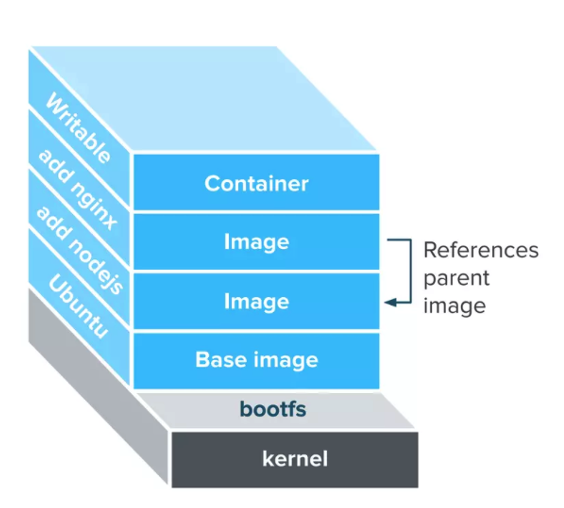 Writable
Container
add nginx
Image
add nodejs
Image
Ubuntu
Base image
References
parent
image
bootfs
kernel